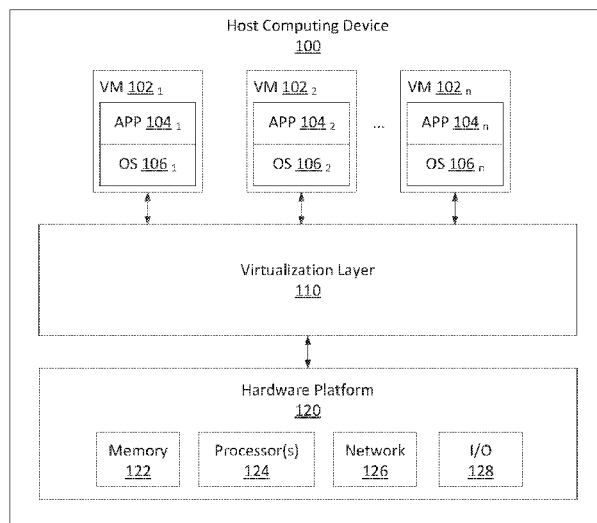 Host Computing Device
100
VM 102 1
VM 102 2
VM 102 n
APP 104 1
APP 104 2
...
APP 104 n
OS 106 1
OS 106 2
OS 106 n
Virtualization Layer
110
Hardware Platform
120
Memory
122
Processor(s)
124
Network
126
I/O
128